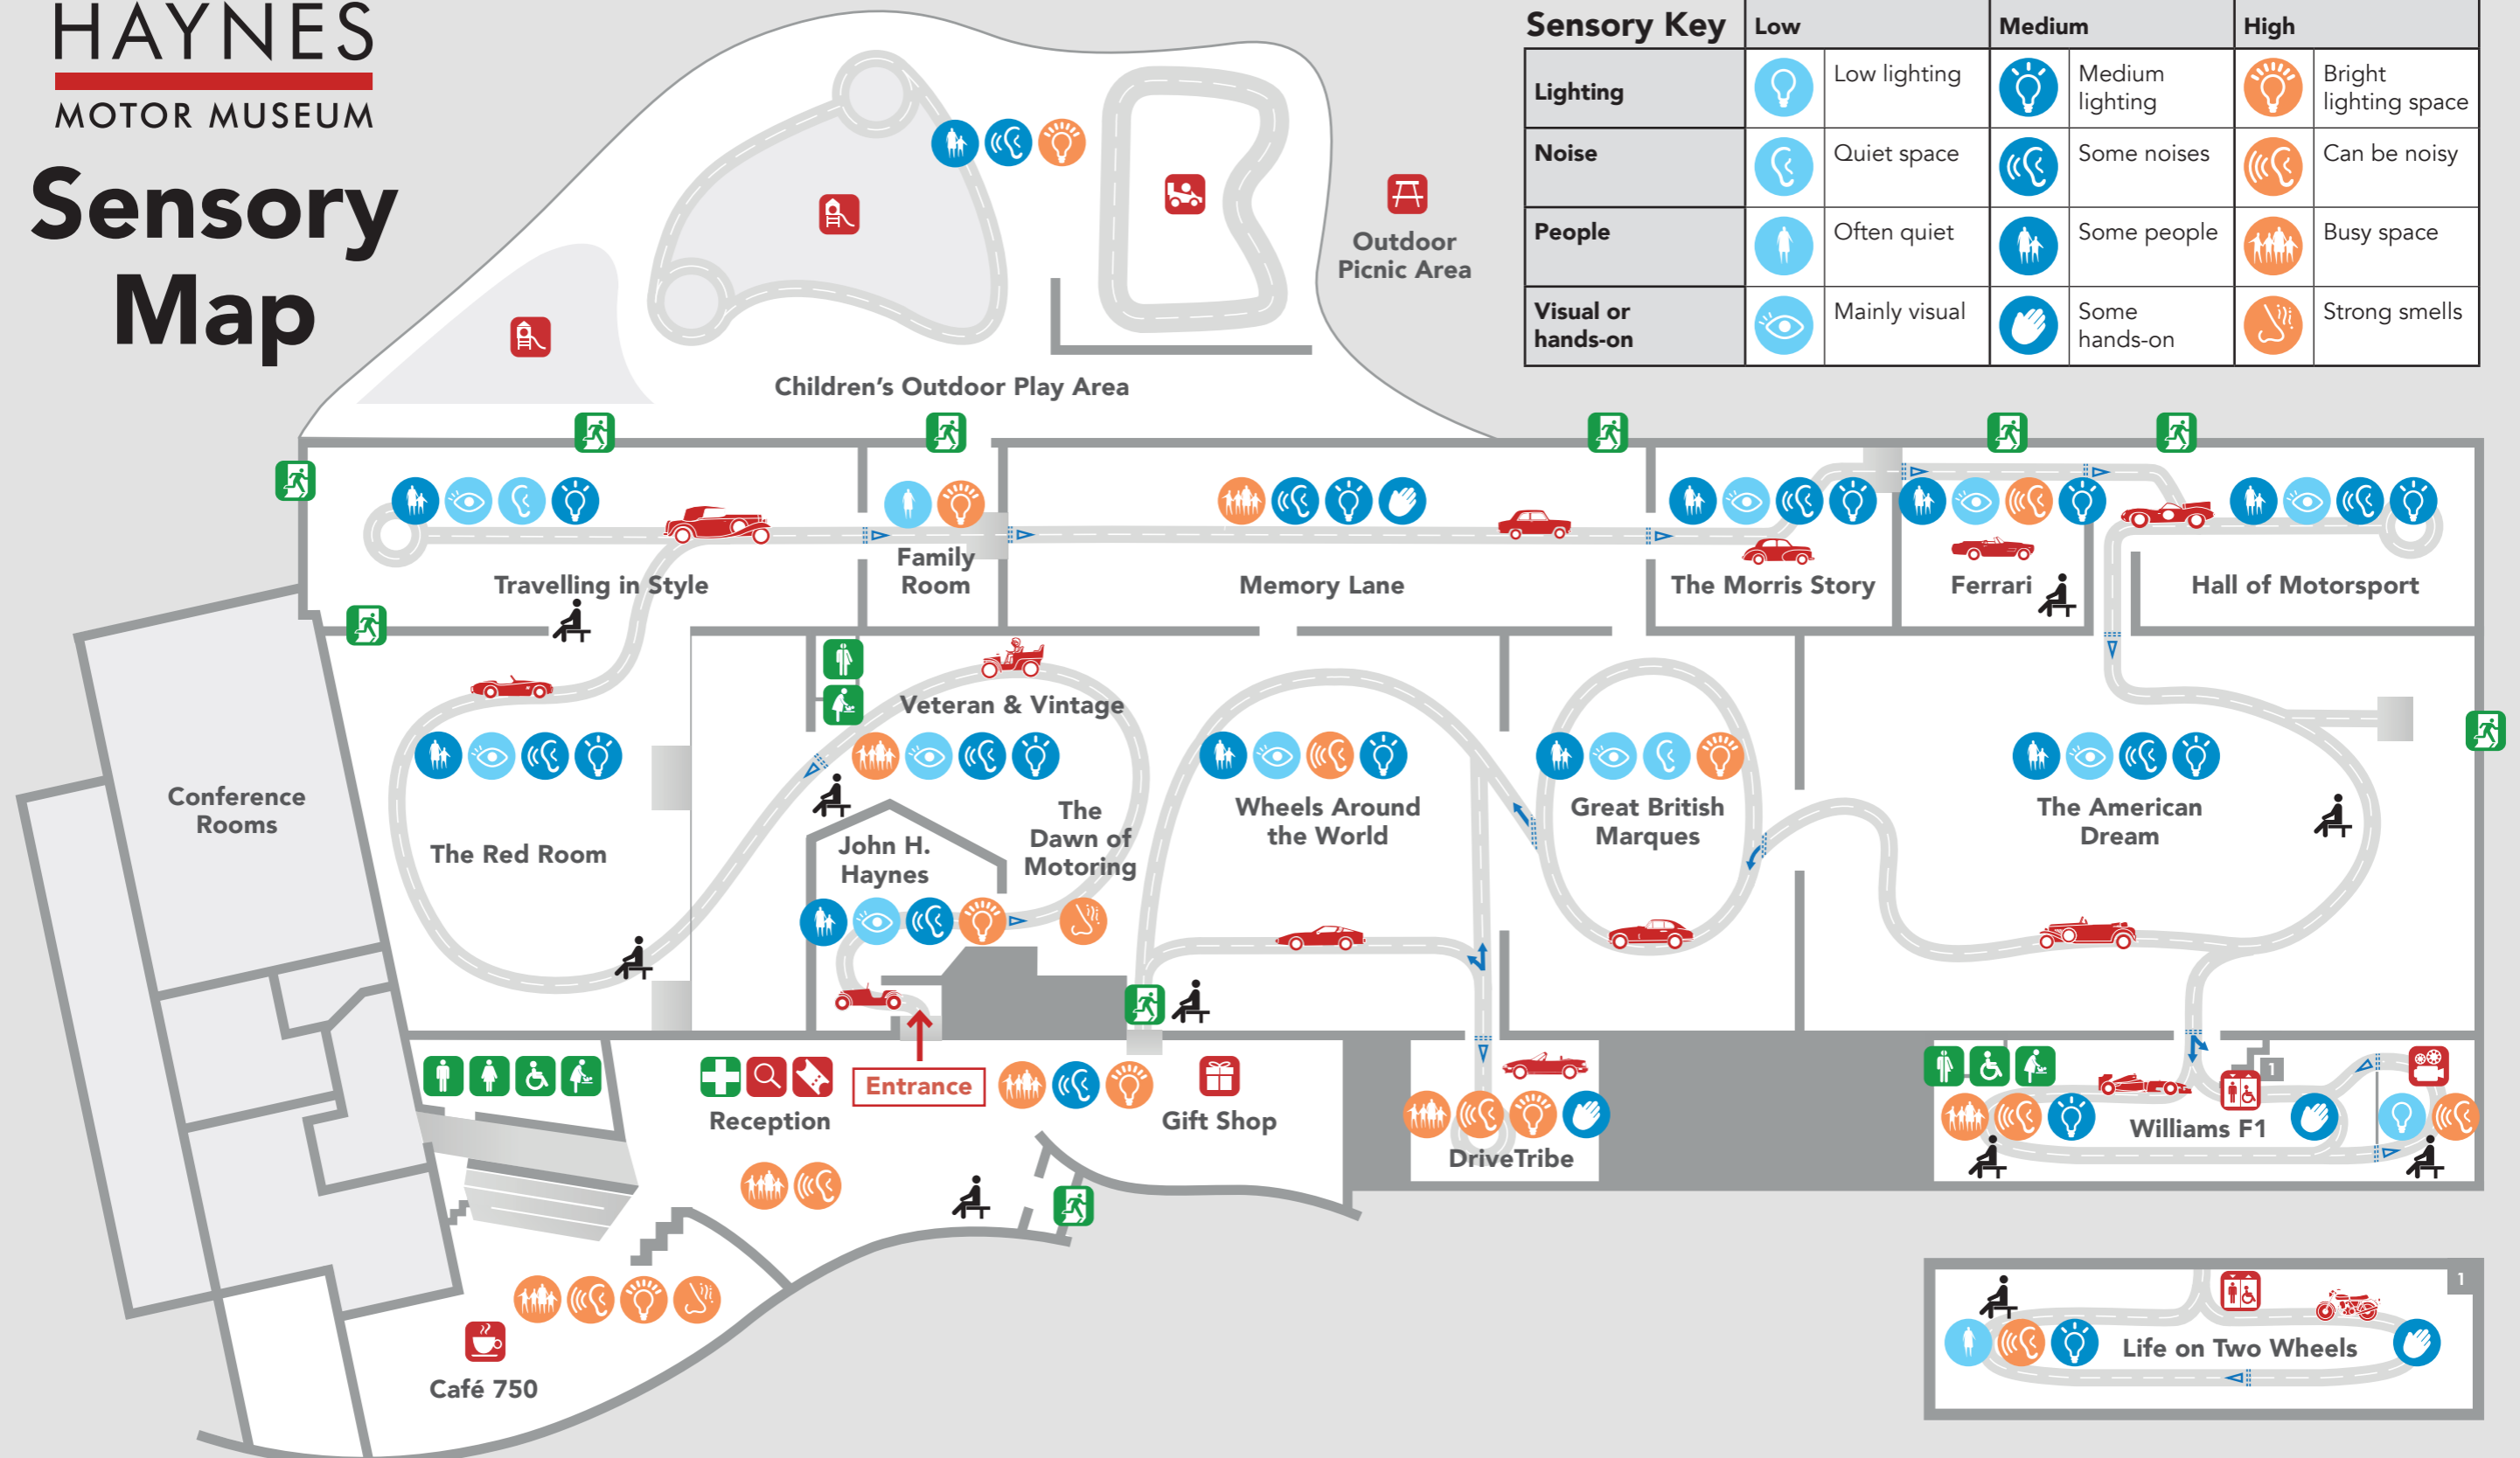 HAYNES
MOTOR MUSEUM
Sensory
Map
Sensory Key
Low
Medium
High
Lighting
Low lighting
Medium
lighting
Bright
lighting space
Noise
Quiet space
Some noises
Can be noisy
People
Often quiet
Some people
Busy space
Visual or
hands-on
Mainly visual
Some
hands-on
Strong smells
Outdoor
Picnic Area
Children's Outdoor Play Area
Travelling in Style
Family
Room
Memory Lane
The Morris Story
Ferrari
Hall of Motorsport
Conference
Rooms
The Red Room
Veteran & Vintage
The
Dawn of
Motoring
John H.
Haynes
Wheels Around
the World
Great British
Marques
The American
Dream
Reception
Entrance
Gift Shop
DriveTribe
1
Williams F1
Café 750
1
Life on Two Wheels